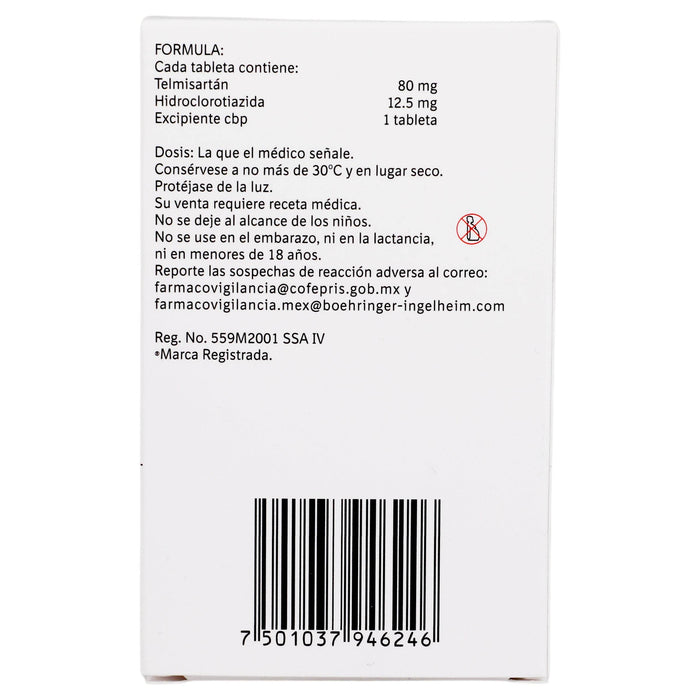 FORMULA:
Cada tableta contiene:
Telmisartán 80 mg
Hidroclorotiazida 12.5 mg
Excipiente cbp 1 tableta
Dosis: La que el médico señale.
Consérvese a no más de 30°C y en lugar seco.
Protéjase de la luz.
Su venta requiere receta médica.
No se deje al alcance de los niños.
No se use en el embarazo, ni en la lactancia,
ni en menores de 18 años.
Reporte las sospechas de reacción adversa al correo:
farmacovigilancia@cofepris.gob.mx y
farmacovigilancia.mex@boehringer-ingelheim.com
Reg. No. 559M2001 SSA IV
®Marca Registrada.
7 501037 946246